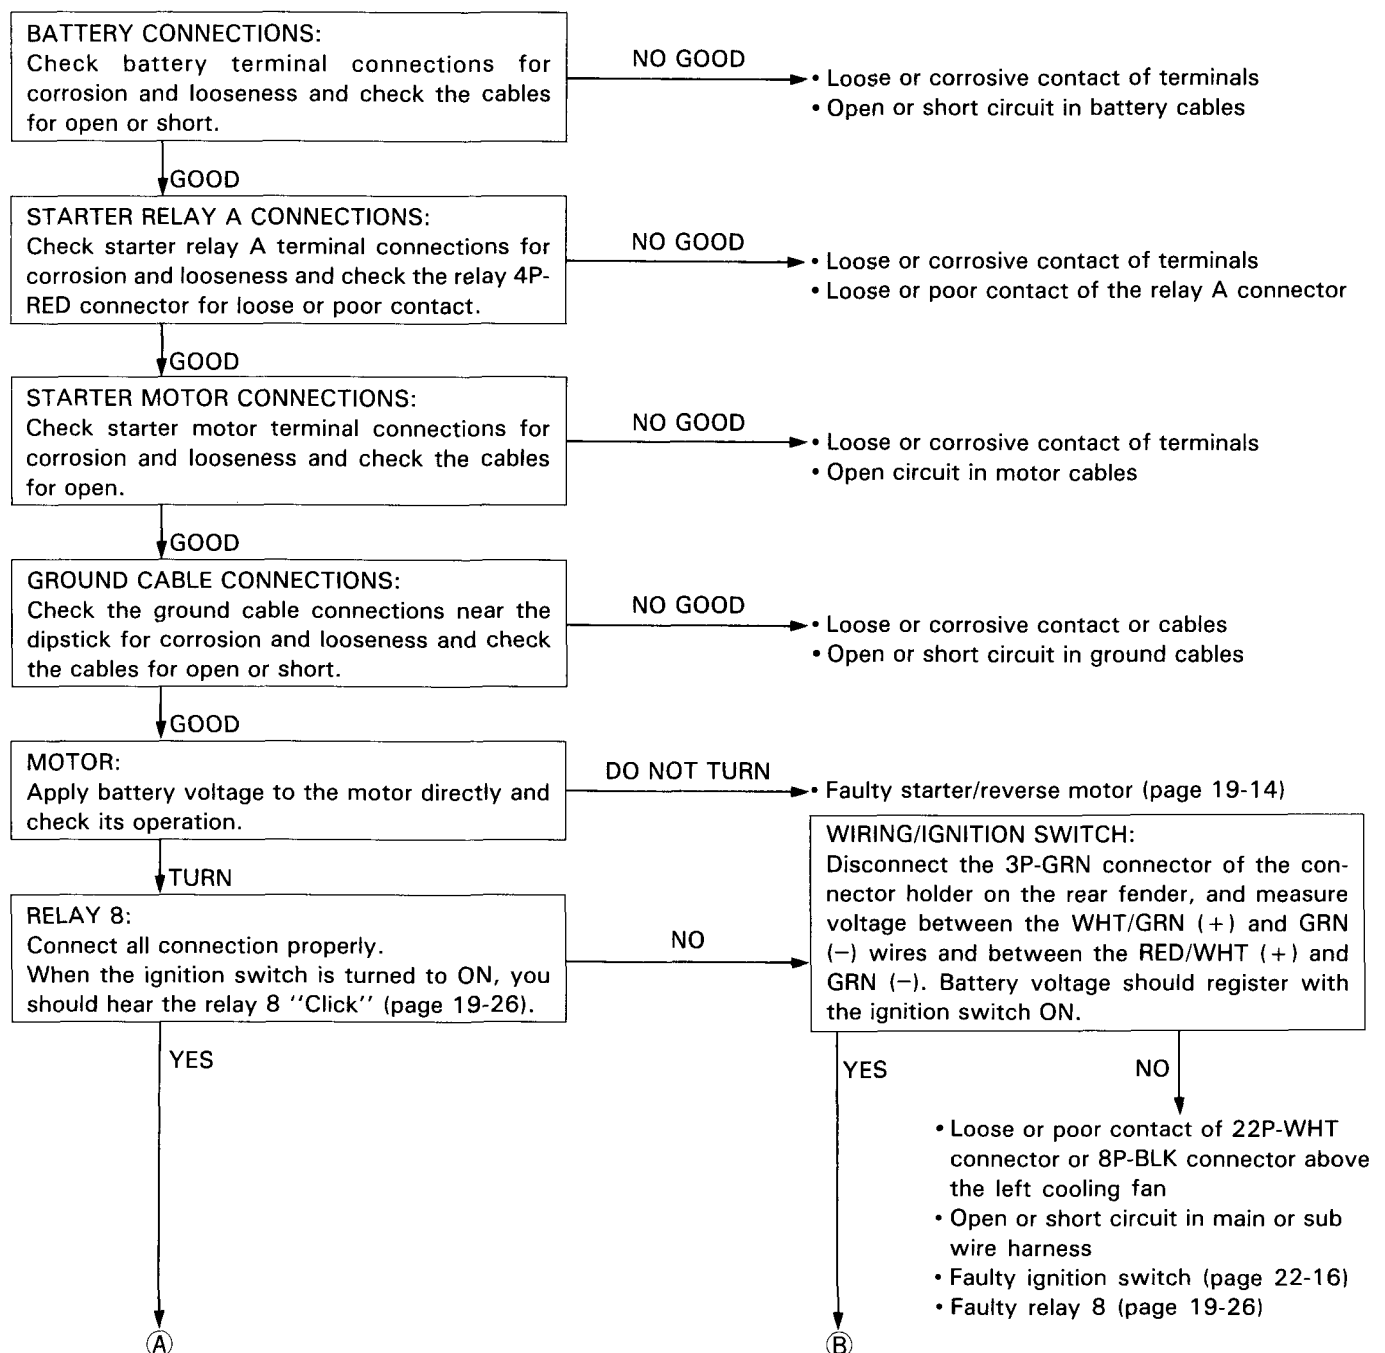 BATTERY CONNECTIONS:
Check battery terminal connections for
corrosion and looseness and check the cables
for open or short.
NO GOOD
• Loose or corrosive contact of terminals
• Open or short circuit in battery cables
GOOD
STARTER RELAY A CONNECTIONS:
Check starter relay A terminal connections for
corrosion and looseness and check the relay 4P-
RED connector for loose or poor contact.
NO GOOD
• Loose or corrosive contact of terminals
• Loose or poor contact of the relay A connector
GOOD
STARTER MOTOR CONNECTIONS:
Check starter motor terminal connections for
corrosion and looseness and check the cables
for open.
NO GOOD
• Loose or corrosive contact of terminals
• Open circuit in motor cables
GOOD
GROUND CABLE CONNECTIONS:
Check the ground cable connections near the
dipstick for corrosion and looseness and check
the cables for open or short.
NO GOOD
• Loose or corrosive contact or cables
• Open or short circuit in ground cables
GOOD
MOTOR:
Apply battery voltage to the motor directly and
check its operation.
DO NOT TURN
• Faulty starter/reverse motor (page 19-14)
TURN
RELAY 8:
Connect all connection properly.
When the ignition switch is turned to ON, you
should hear the relay 8 "Click" (page 19-26).
NO
WIRING/IGNITION SWITCH:
Disconnect the 3P-GRN connector of the con-
nector holder on the rear fender, and measure
voltage between the WHT/GRN (+) and GRN
(−) wires and between the RED/WHT (+) and
GRN (−). Battery voltage should register with
the ignition switch ON.
YES
YES
NO
• Loose or poor contact of 22P-WHT
connector or 8P-BLK connector above
the left cooling fan
• Open or short circuit in main or sub
wire harness
• Faulty ignition switch (page 22-16)
• Faulty relay 8 (page 19-26)
Ⓐ
Ⓑ